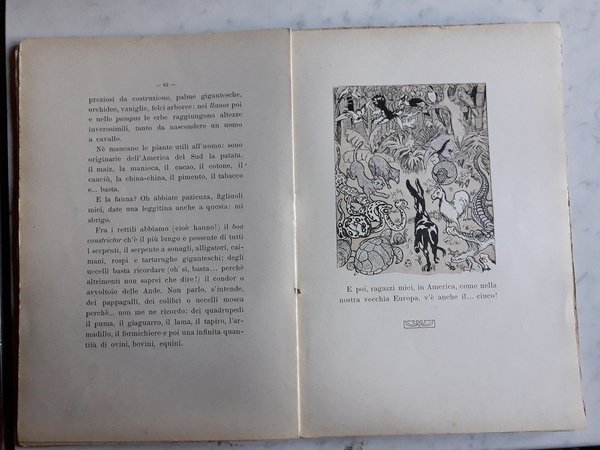 — 62 —
preziosi da costruzione, palme gigantesche,
orchidee, vaniglie, felci arboree: nei llanos poi
e nelle pampas le erbe raggiungono altezze
inverosimili, tanto da nascondere un uomo
a cavallo.
Nè mancano le piante utili all'uomo: sono
originarie dell'America del Sud la patata,
il maiz, la manioca, il cacao, il cotone, il
cauciù, la china-china, il pimento, il tabacco
e... basta.
E la fauna? Oh abbiate pazienza, figliuoli
miei, date una leggitina anche a questa: mi
sbrigo.
Fra i rettili abbiamo (cioè hanno!) il boa
constrictor ch'è il più lungo e possente di tutti
i serpenti, il serpente a sonagli, alligatori, cai-
mani, rospi e tartarughe giganteschi; degli
uccelli basta ricordare (oh' sì, basta... perchè
altrimenti non saprei che dire!) il condor o
avvoltoio delle Ande. Non parlo, s'intende,
dei pappagalli, dei colibrì o uccelli mosca
perchè... non me ne ricordo: dei quadrupedi
il puma, il giaguarro, il lama, il tapiro, l'ar-
madillo, il formichiere e poi una infinita quan-
tità di ovini, bovini, equini.
E poi, ragazzi miei, in America, come nella
nostra vecchia Europa, v'è anche il... ciuco!